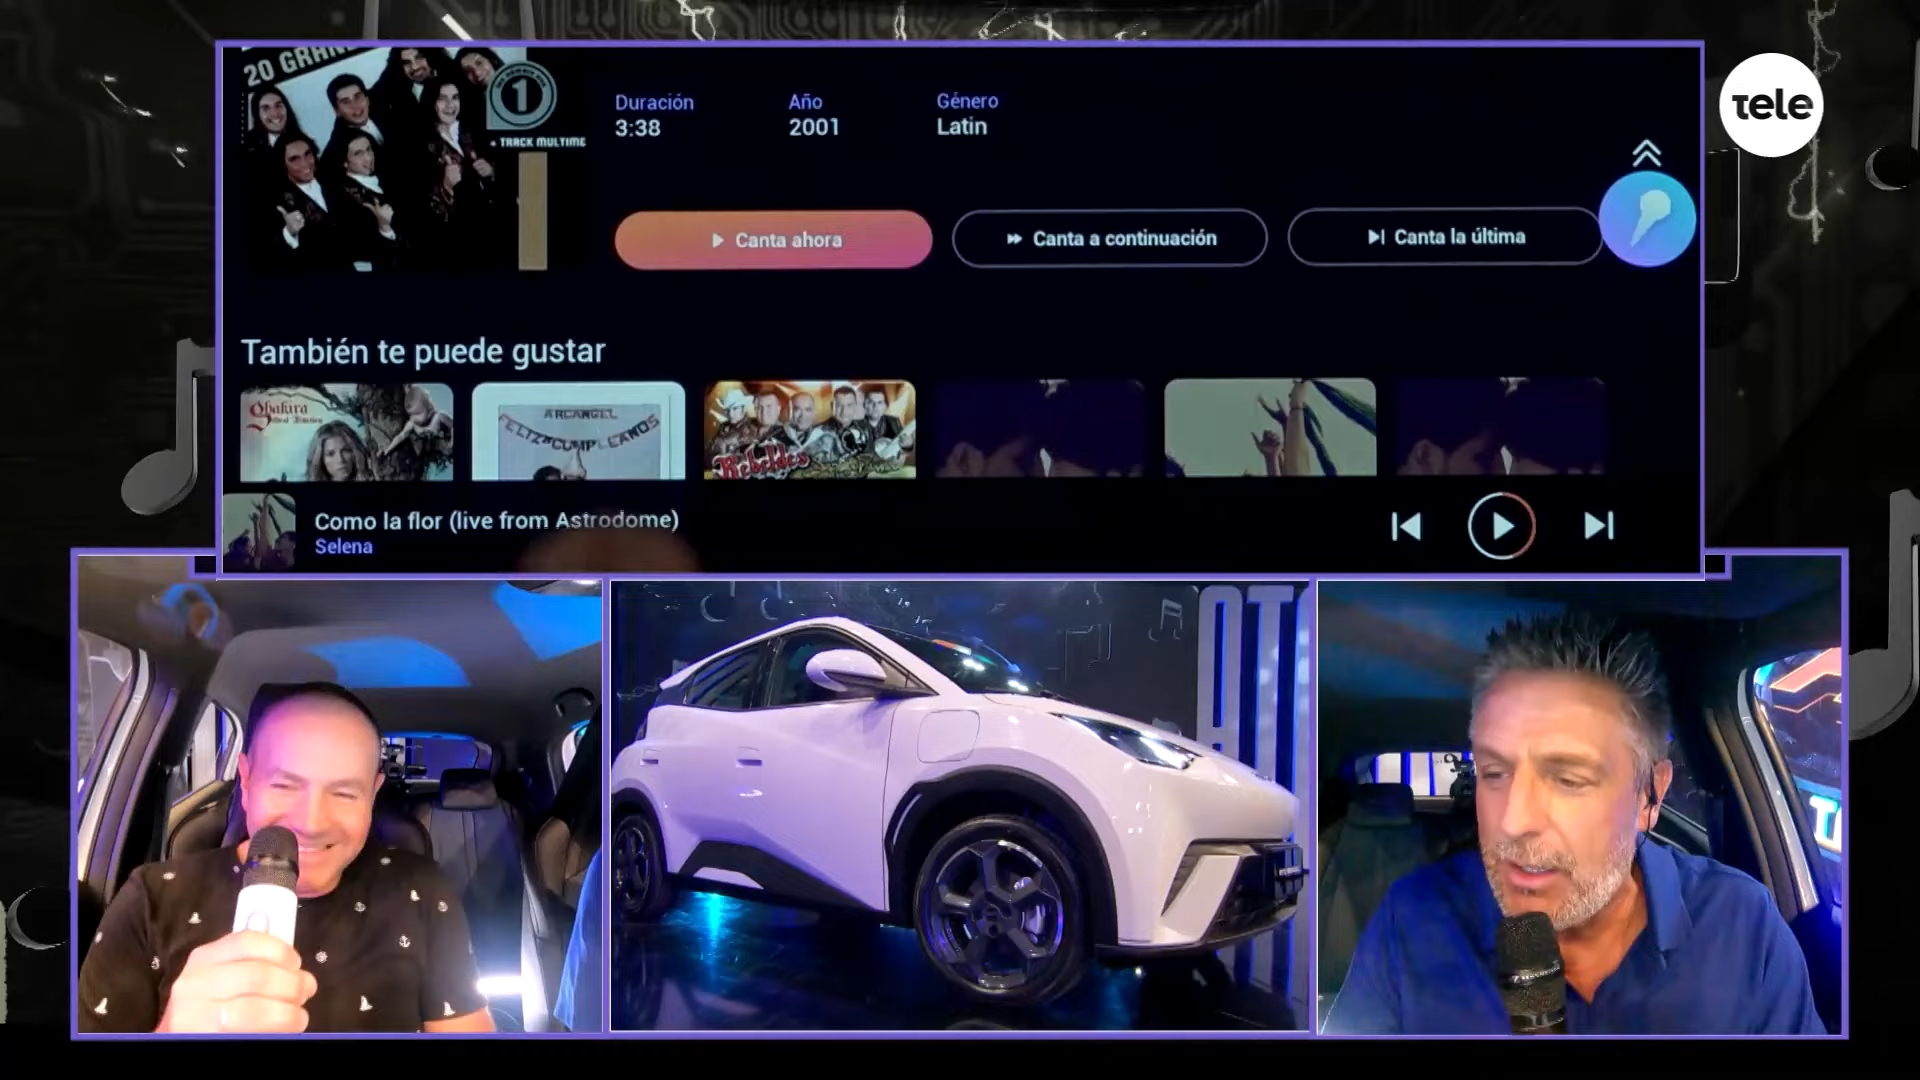 20 GRAN
1
+ TRACK MULTIME
Duración
3:38
Año
2001
Género
Latin
tele
Canta ahora
Canta a continuación
Canta la última
También te puede gustar
Shakira
ARCANGEL
FELIZ CUMPLEAÑOS
Rebeldes
Como la flor (live from Astrodome)
Selena